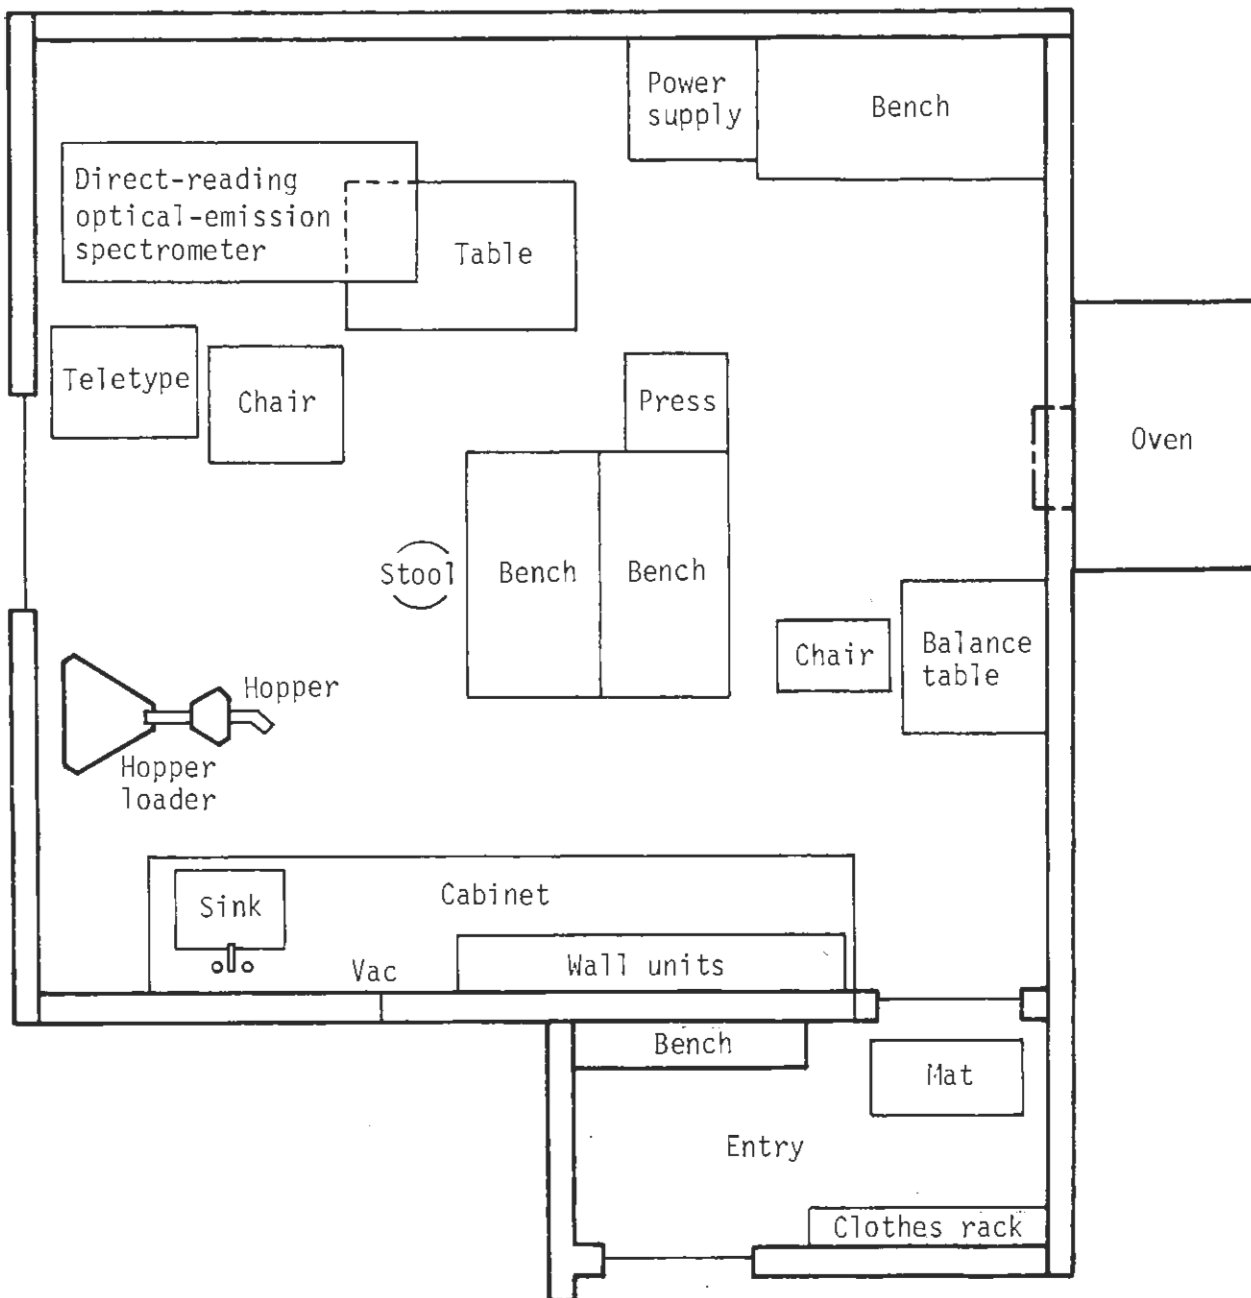 Power
supply
Bench
Direct-reading
optical-emission
spectrometer
Table
Teletype
Chair
Press
Oven
Stool
Bench
Bench
Chair
Balance
table
Hopper
Hopper
loader
Sink
Cabinet
Vac
Wall units
Bench
Mat
Entry
Clothes rack